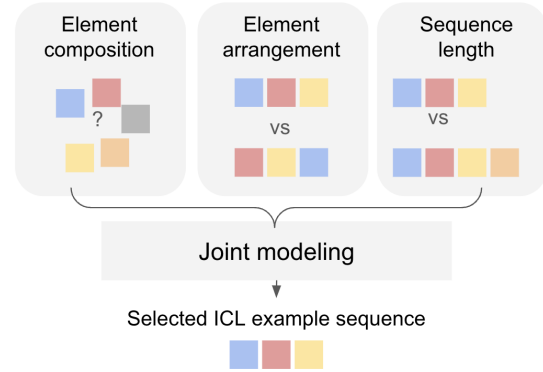 Element
composition
?
Element
arrangement
vs
Sequence
length
vs
Joint modeling
Selected ICL example sequence